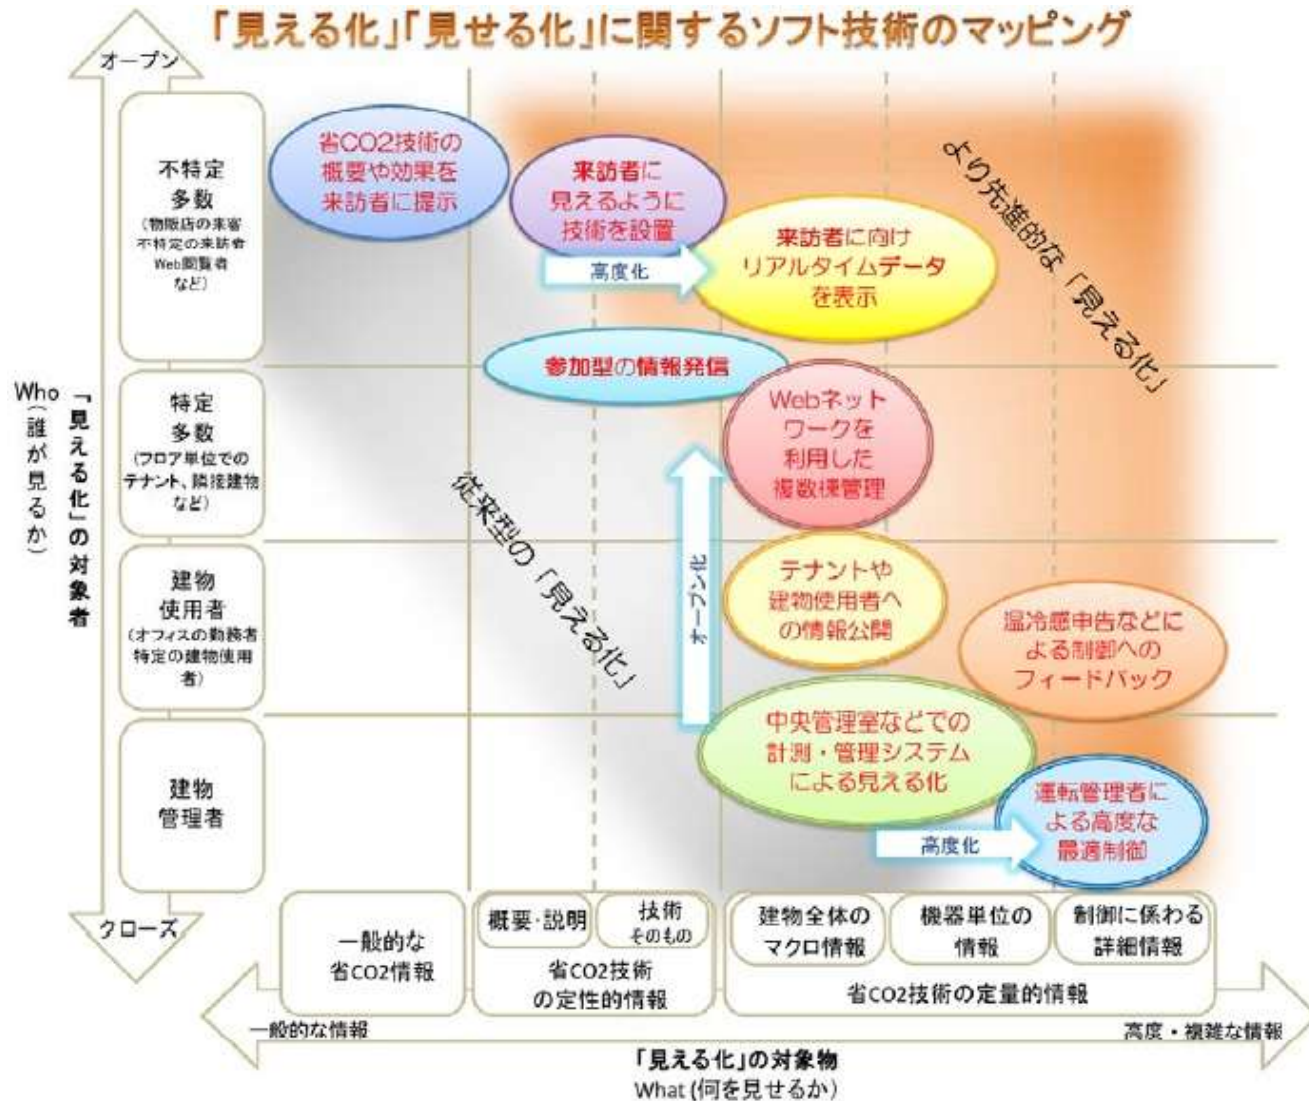 「見える化」「見せる化」に関するソフト技術のマッピング
オープン
不特定
多数
(物販店の来客
不特定の来訪者
Web閲覧者
など)
省CO2技術の
概要や効果を
来訪者に提示
来訪者に
見えるように
技術を設置
高度化
来訪者に向け
リアルタイムデータ
を表示
より先進的な「見える化」
参加型の情報発信
特定
多数
(フロア単位での
テナント、隣接建物
など)
Webネット
ワークを
利用した
複数棟管理
従来型の「見える化」
オープン化
「見える化」の対象者
Who(誰が見るか)
建物
使用者
(オフィスの勤務者
特定の建物使用
者)
テナントや
建物使用者へ
の情報公開
温冷感申告などに
よる制御への
フィードバック
建物
管理者
中央管理室などでの
計測・管理システム
による見える化
高度化
運転管理者に
よる高度な
最適制御
クローズ
一般的な
省CO2情報
概要・説明
技術
そのもの
省CO2技術
の定性的情報
建物全体の
マクロ情報
機器単位の
情報
制御に係わる
詳細情報
省CO2技術の定量的情報
一般的な情報
高度・複雑な情報
「見える化」の対象物
What (何を見せるか)